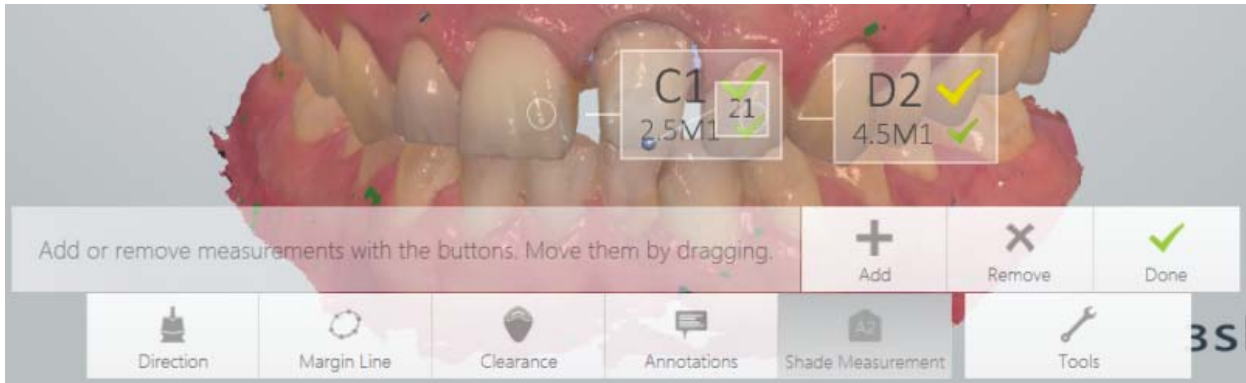 C1
2.5M1
21
D2
4.5M1
Add or remove measurements with the buttons. Move them by dragging.
Add
Remove
Done
Direction
Margin Line
Clearance
Annotations
A2
Shade Measurement
Tools